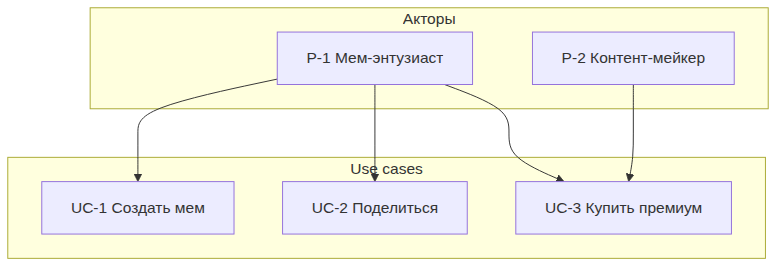 Акторы
P-1 Мем-энтузиаст
P-2 Контент-мейкер
Use cases
UC-1 Создать мем
UC-2 Поделиться
UC-3 Купить премиум